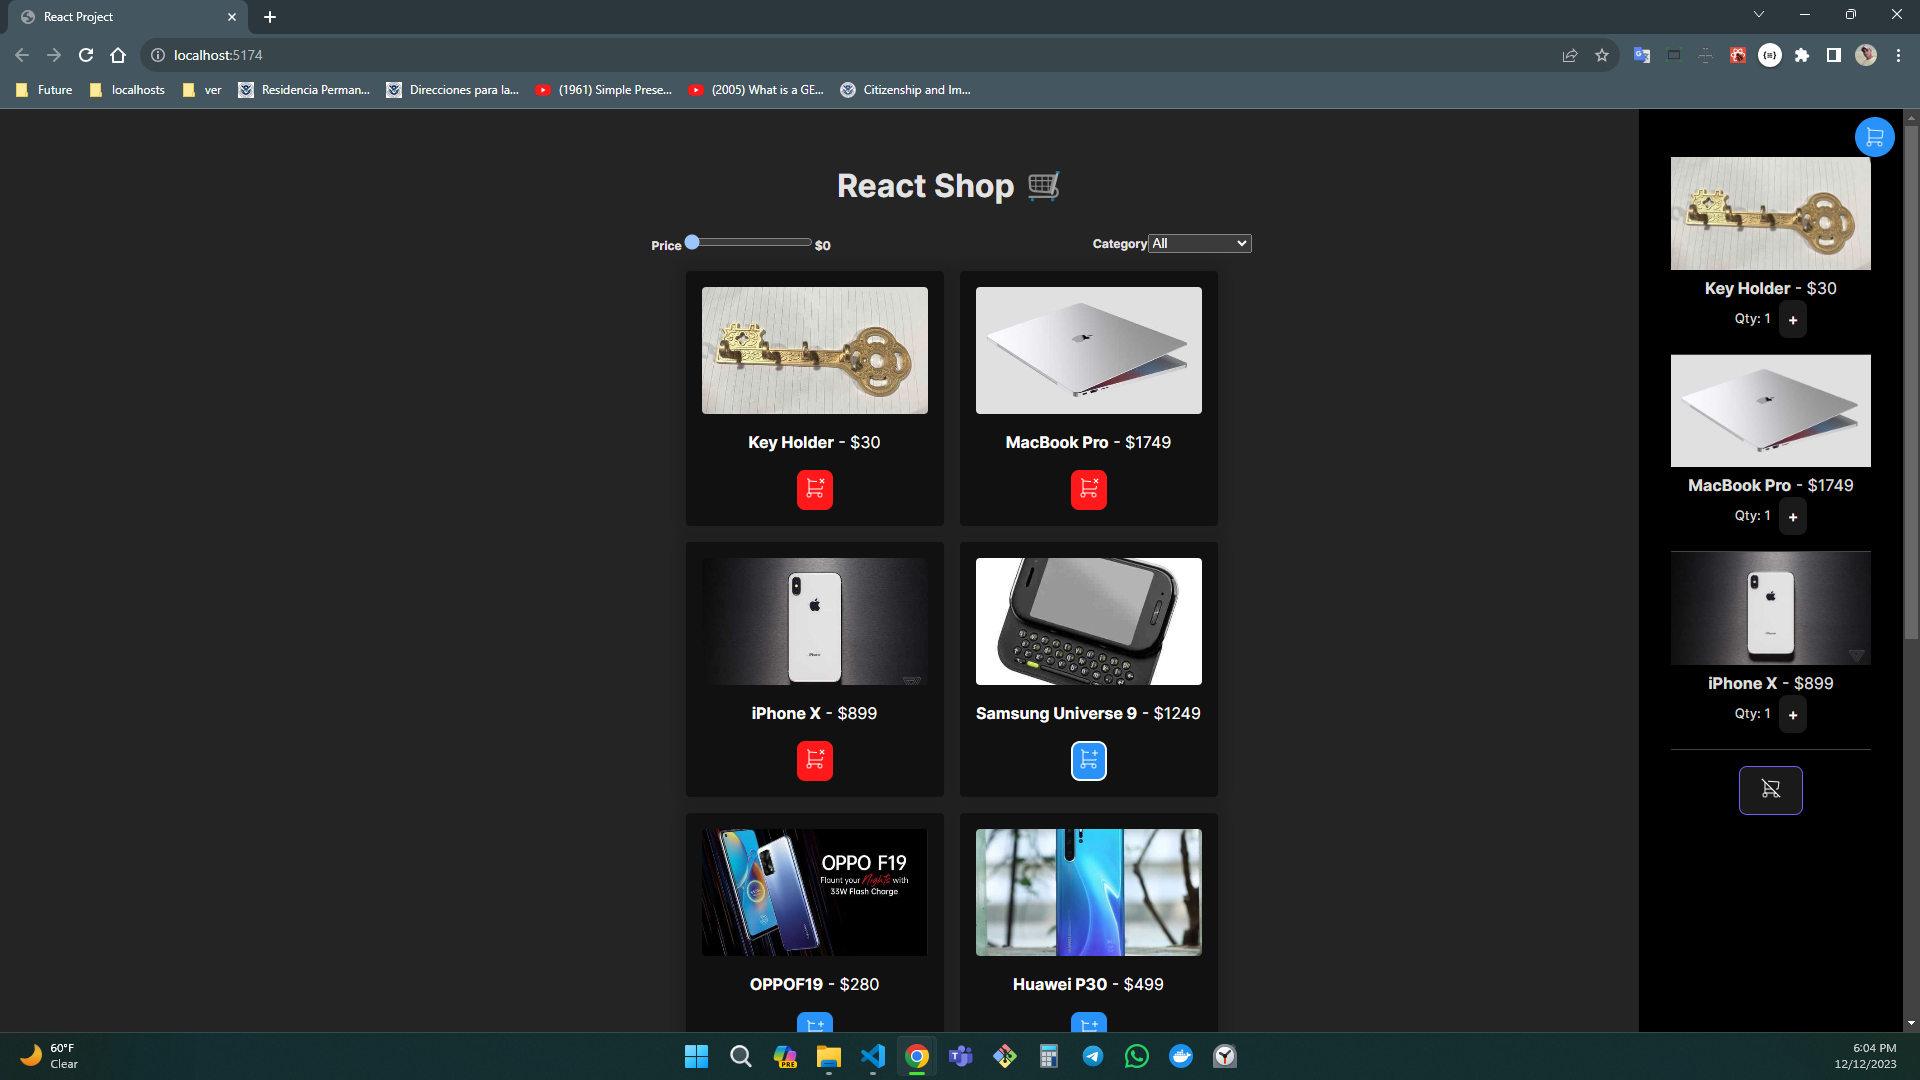 React Project
localhost:5174
Future
localhosts
ver
Residencia Perman...
Direcciones para la...
(1961) Simple Prese...
(2005) What is a GE...
Citizenship and Im...
React Shop
Price $0
Category All
Key Holder - $30
MacBook Pro - $1749
iPhone X - $899
Samsung Universe 9 - $1249
OPPO F19
Flount your Nights with
33W Flash Charge
OPPOF19 - $280
Huawei P30 - $499
Key Holder - $30
Qty: 1 +
MacBook Pro - $1749
Qty: 1 +
iPhone X - $899
Qty: 1 +
60°F
Clear
PRE
6:04 PM
12/12/2023